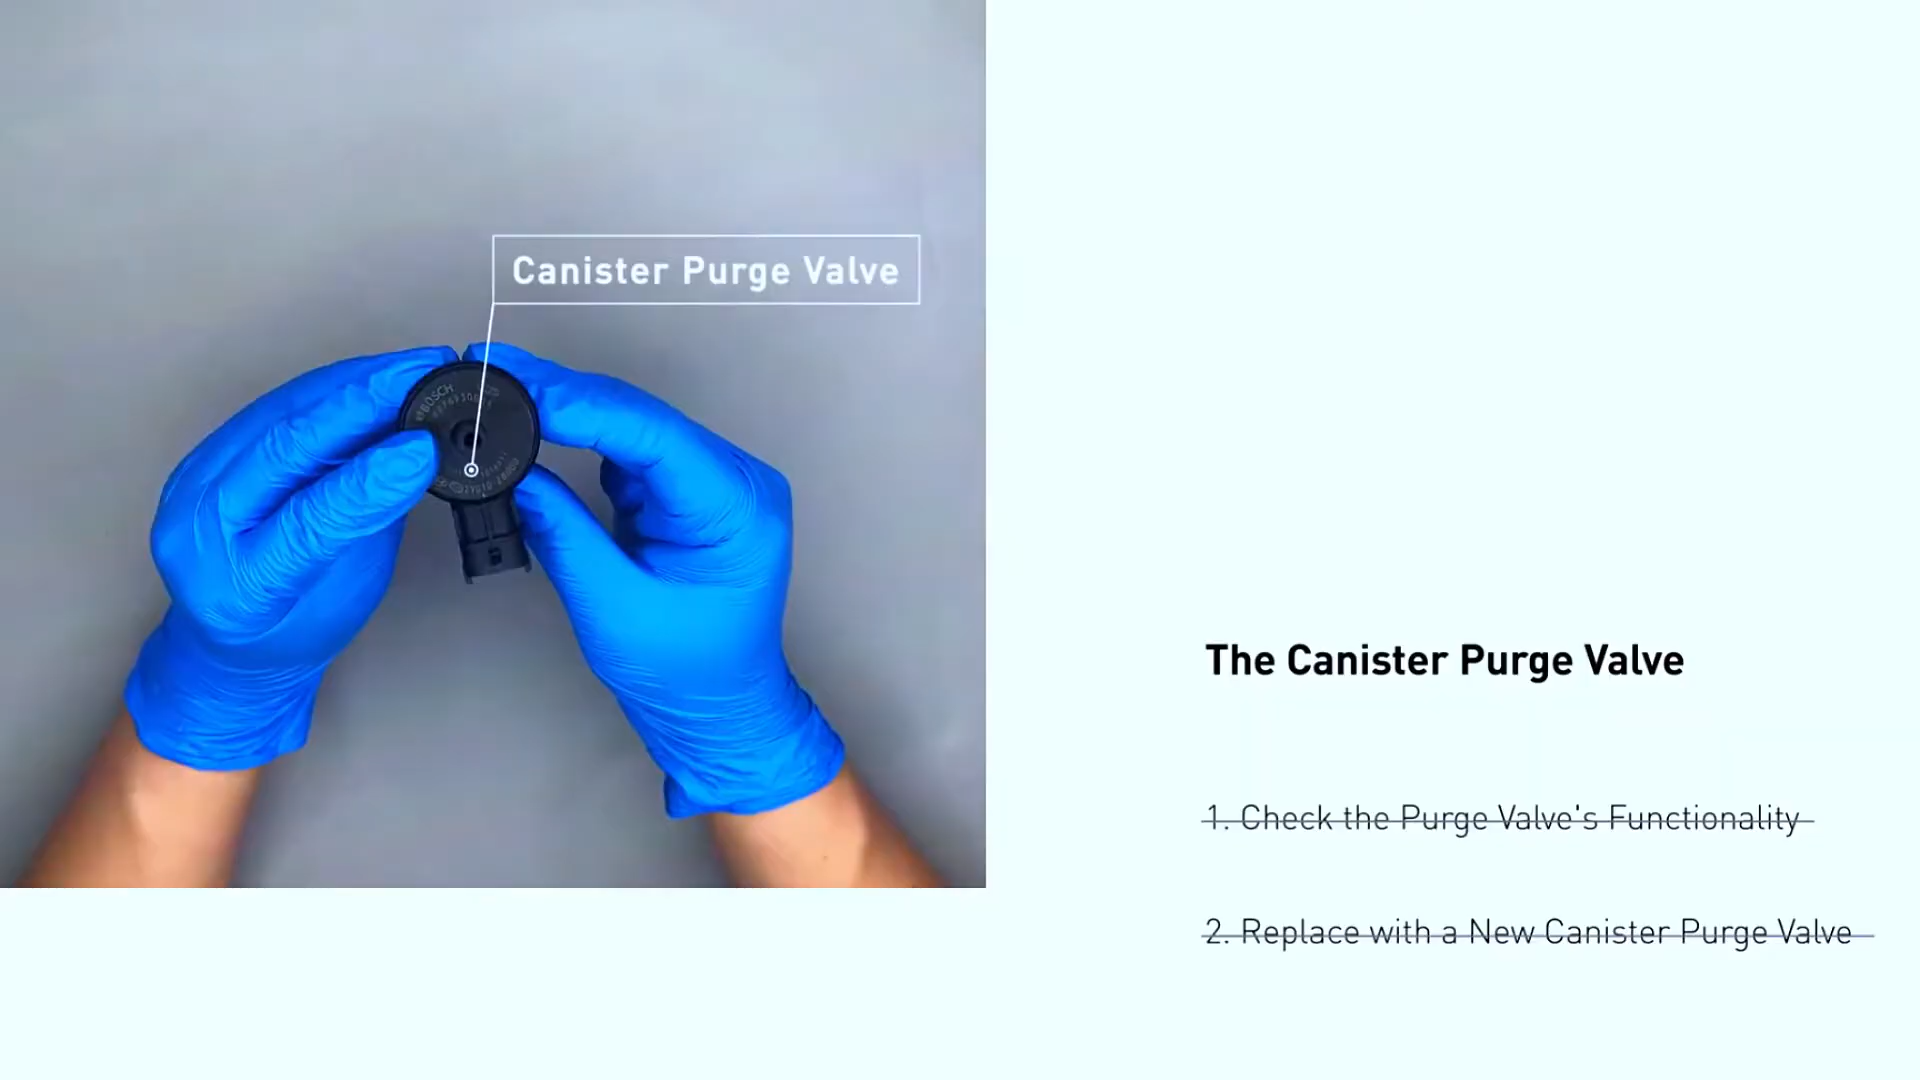 Canister Purge Valve
BOSCH
The Canister Purge Valve
1. Check the Purge Valve's Functionality
2. Replace with a New Canister Purge Valve